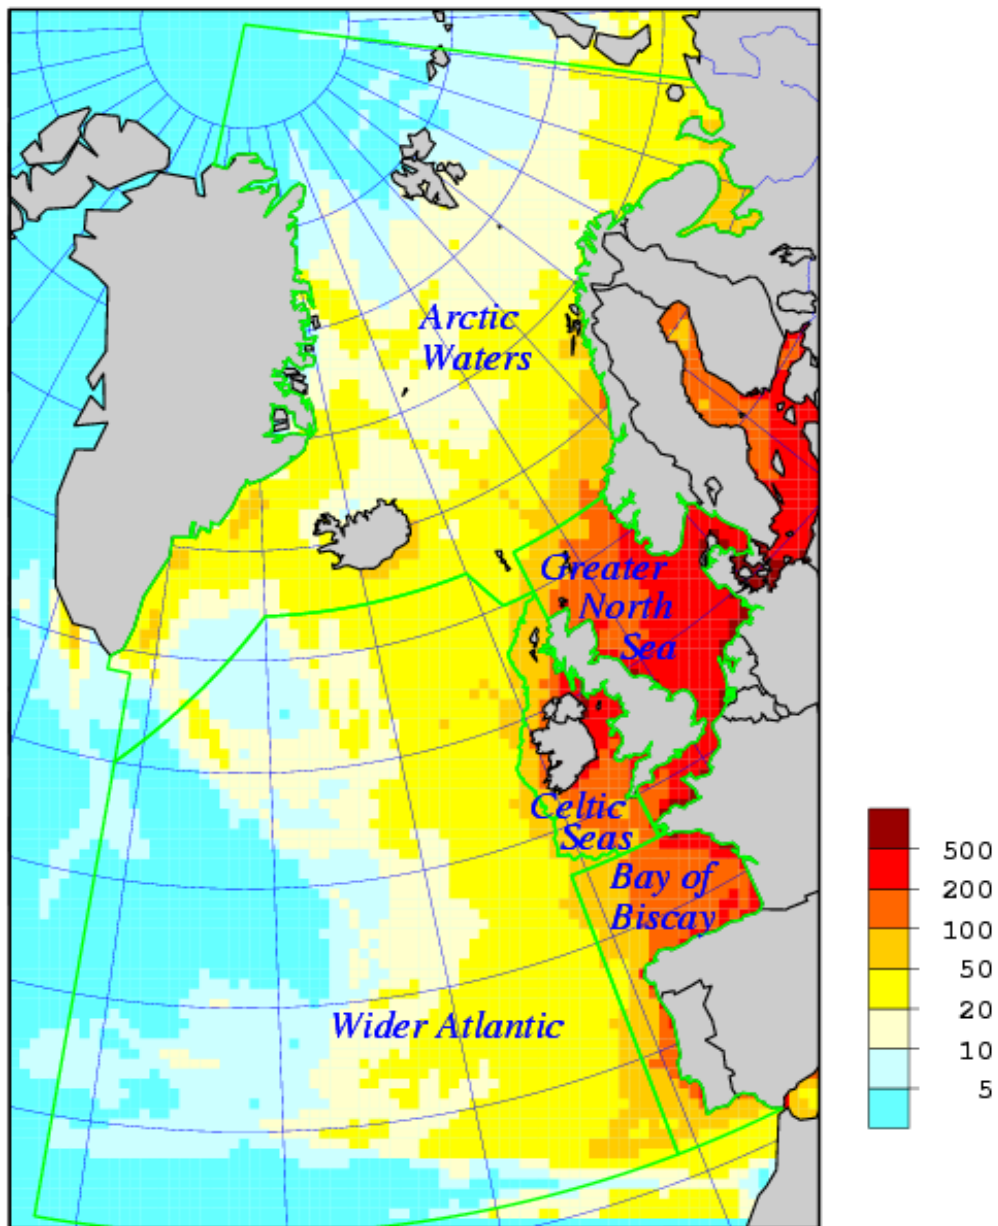 Arctic
Waters
Greater
North
Sea
Celtic
Seas
Bay of
Biscay
Wider Atlantic
500
200
100
50
20
10
5